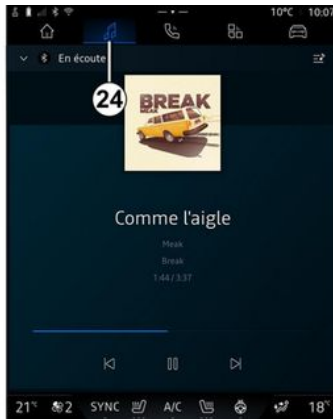 10°C 10:07
En écoute
24
BREAK
MEAK
Comme l'aigle
Meak
Break
1:44 / 3:37
21°C 2 SYNC A/C 18°